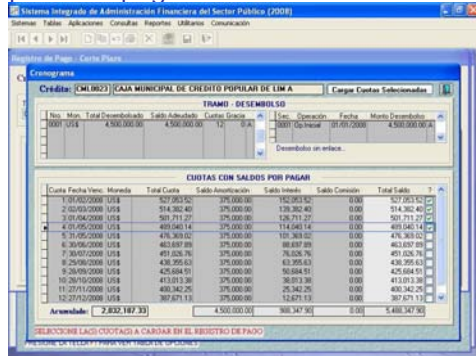 Sistema Integrado de Administración Financiera del Sector Público (2008)
Sistemas Tablas Aplicaciones Consultas Reportes Utilitarios Comunicación
Registro de Pago - Corto Plazo
Cronograma
Crédito: CML0023 CAJA MUNICIPAL DE CREDITO POPULAR DE LIM A Cargar Cuotas Seleccionadas
TRAMO - DESEMBOLSO
Nro. Mon. Total Desembolsado Saldo Adeudado Cuotas Gracia
Sec. Operación Fecha Monto Desembolso
0001 US$ 4,500,000.00 4,500,000.00 12 0 A
0001 Op.Inicial 01/01/2008 4,500,000.00 A
Desembolso sin enlace..
CUOTAS CON SALDOS POR PAGAR
Cuota Fecha Venc. Moneda Total Cuota Saldo Amortización Saldo Interés Saldo Comisión Total Saldo ?
1 01/02/2008 US$ 527,053.52 375,000.00 152,053.52 0.00 527,053.52
2 02/03/2008 US$ 514,382.40 375,000.00 139,382.40 0.00 514,382.40
3 01/04/2008 US$ 501,711.27 375,000.00 126,711.27 0.00 501,711.27
4 01/05/2008 US$ 489,040.14 375,000.00 114,040.14 0.00 489,040.14
5 31/05/2008 US$ 476,369.02 375,000.00 101,369.02 0.00 476,369.02
6 30/06/2008 US$ 463,697.89 375,000.00 88,697.89 0.00 463,697.89
7 30/07/2008 US$ 451,026.76 375,000.00 76,026.76 0.00 451,026.76
8 29/08/2008 US$ 438,355.63 375,000.00 63,355.63 0.00 438,355.63
9 28/09/2008 US$ 425,684.51 375,000.00 50,684.51 0.00 425,684.51
10 28/10/2008 US$ 413,013.38 375,000.00 38,013.38 0.00 413,013.38
11 27/11/2008 US$ 400,342.25 375,000.00 25,342.25 0.00 400,342.25
12 27/12/2008 US$ 387,671.13 375,000.00 12,671.13 0.00 387,671.13
Acumulado: 2,032,187.33 4,500,000.00 988,347.90 0.00 5,488,347.90
SELECCIONE LA(S) CUOTA(S) A CARGAR EN EL REGISTRO DE PAGO
PRESIONE LA TECLA F1 PARA VER TABLA DE OPCIONES